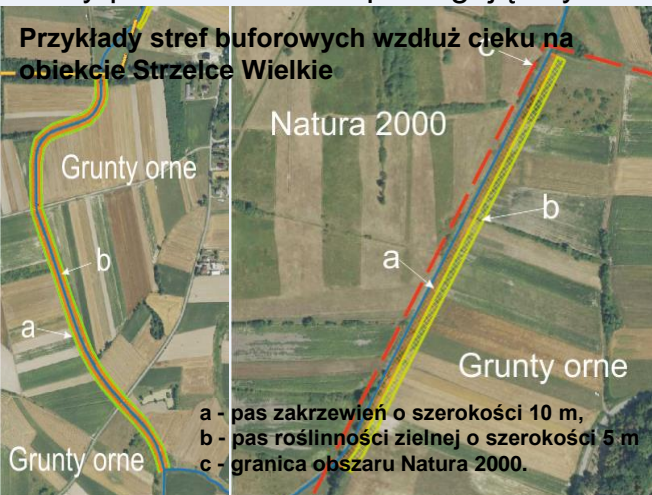 Przykłady stref buforowych wzdłuż cieku na
obiekcie Strzelce Wielkie
Grunty orne
b
a
Grunty orne
c
Natura 2000
b
a
Grunty orne
a - pas zakrzewień o szerokości 10 m,
b - pas roślinności zielnej o szerokości 5 m
c - granica obszaru Natura 2000.